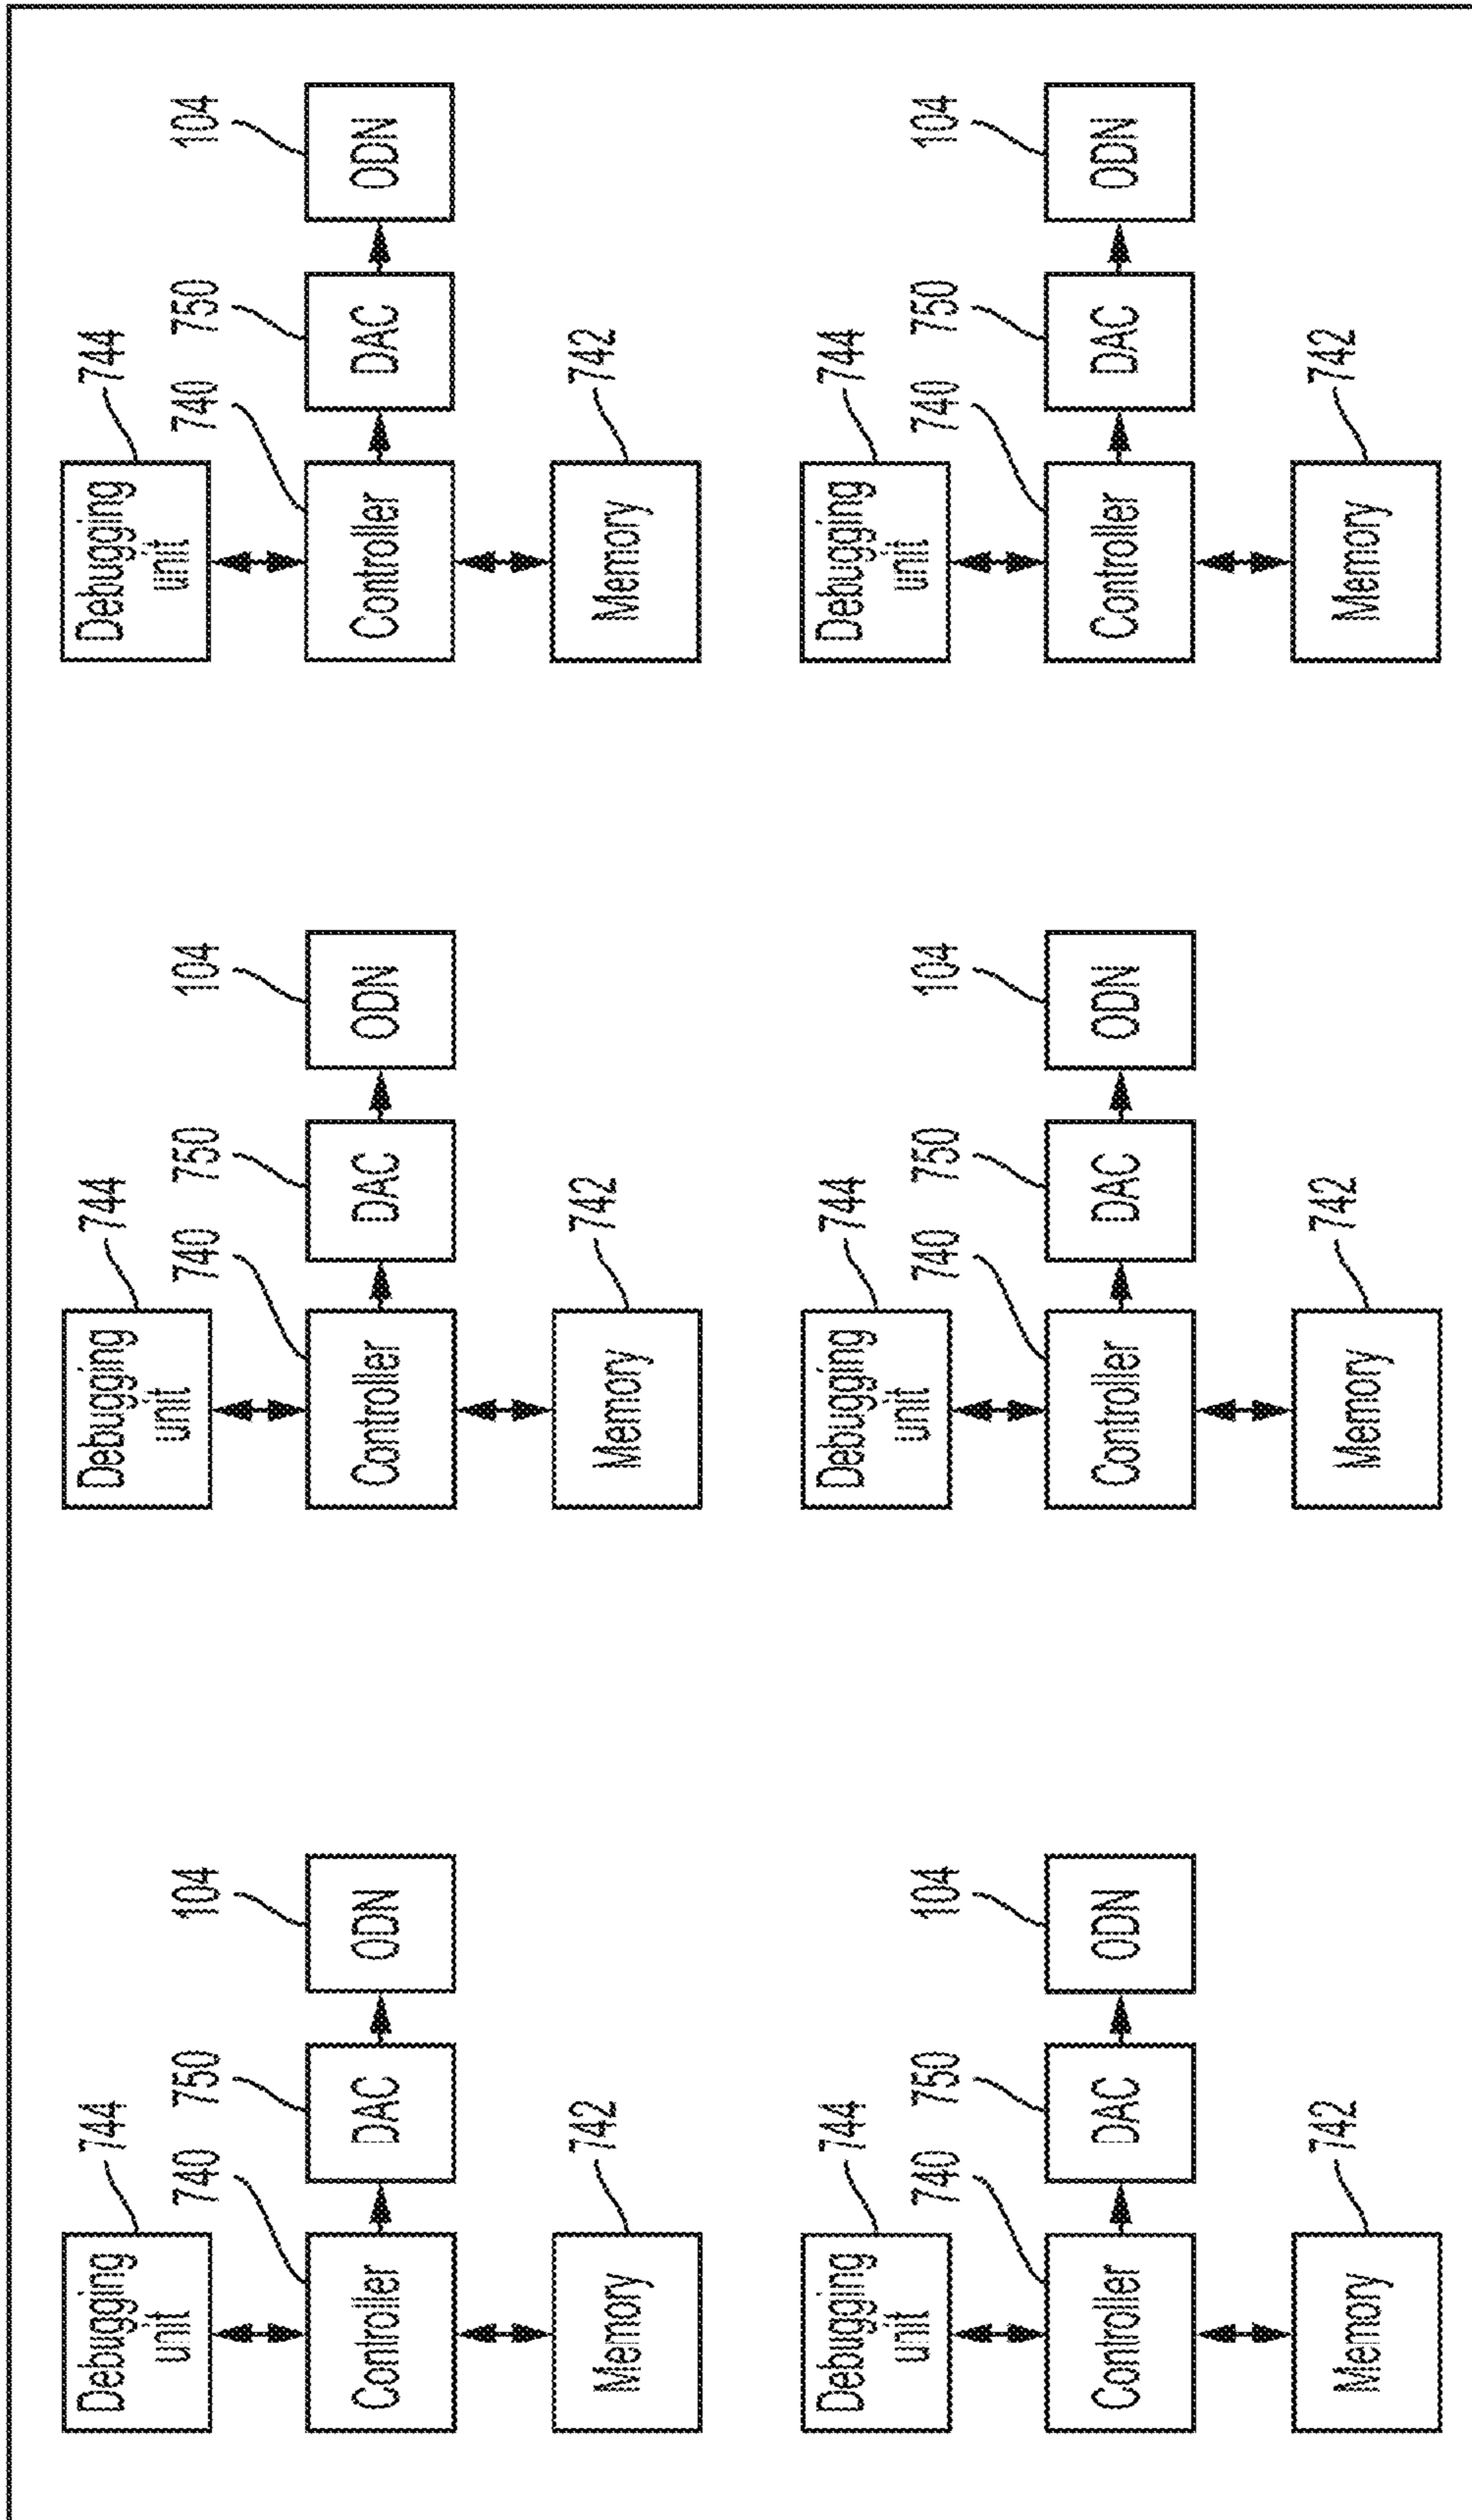 Debugging
unit
744
740
750
104
Controller
DAC
ODN
742
Memory
Debugging
unit
744
740
750
104
Controller
DAC
ODN
742
Memory
Debugging
unit
744
740
750
104
Controller
DAC
ODN
742
Memory
Debugging
unit
744
740
750
104
Controller
DAC
ODN
742
Memory
Debugging
unit
744
740
750
104
Controller
DAC
ODN
742
Memory
Debugging
unit
744
740
750
104
Controller
DAC
ODN
742
Memory